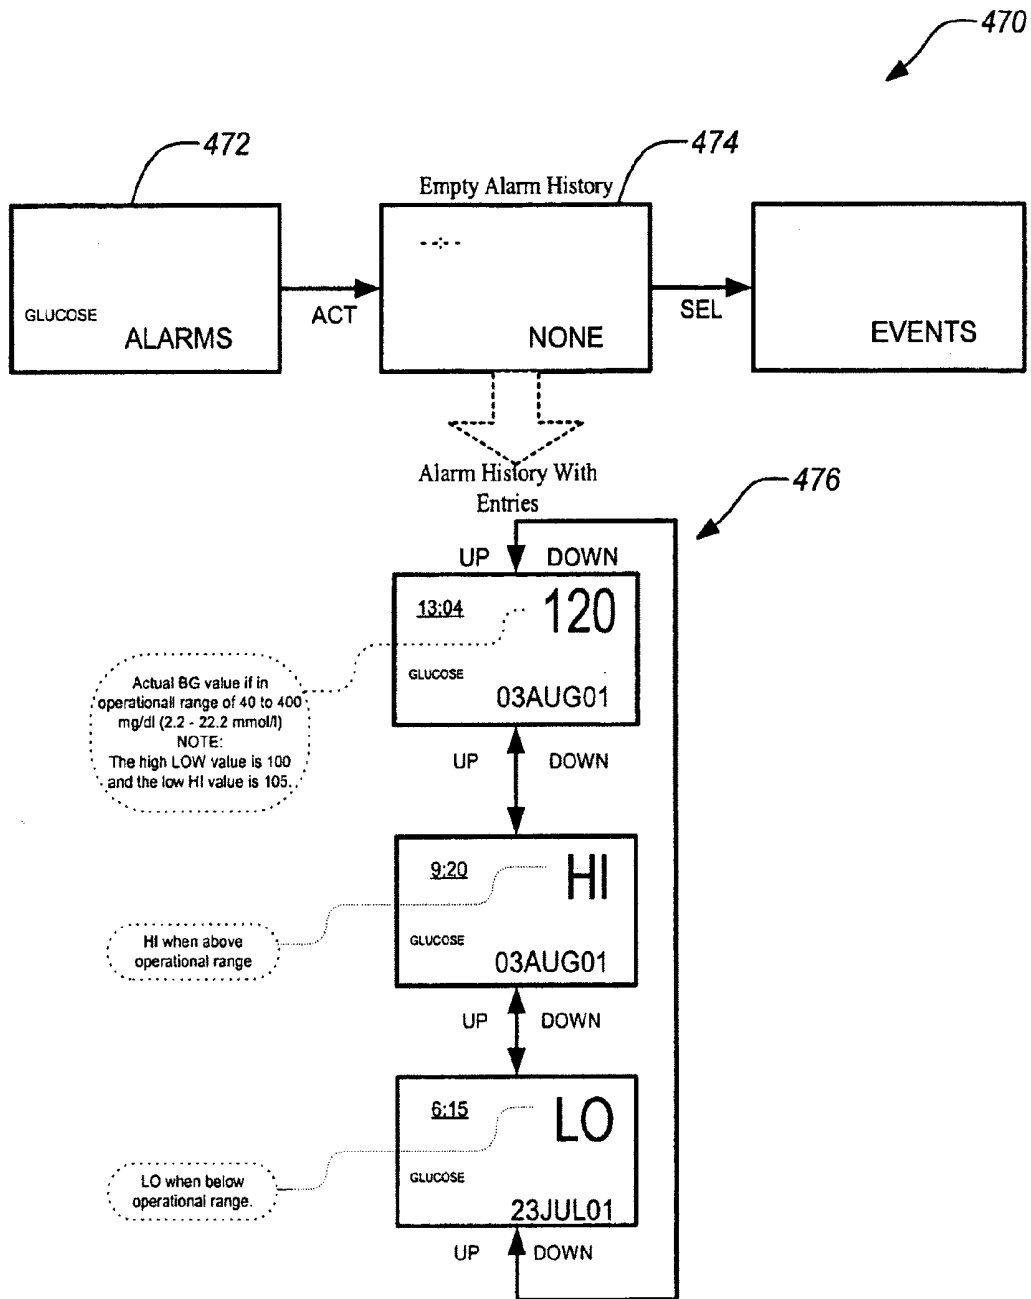 470
472
474
Empty Alarm History
--:--
GLUCOSE
ALARMS
ACT
NONE
SEL
EVENTS
Alarm History With
Entries
476
UP DOWN
13:04
120
GLUCOSE
03AUG01
Actual BG value if in
operationall range of 40 to 400
mg/dl (2.2 - 22.2 mmol/l)
NOTE:
The high LOW value is 100
and the low HI value is 105.
UP DOWN
9:20
HI
GLUCOSE
03AUG01
HI when above
operational range
UP DOWN
6:15
LO
GLUCOSE
23JUL01
LO when below
operational range.
UP DOWN